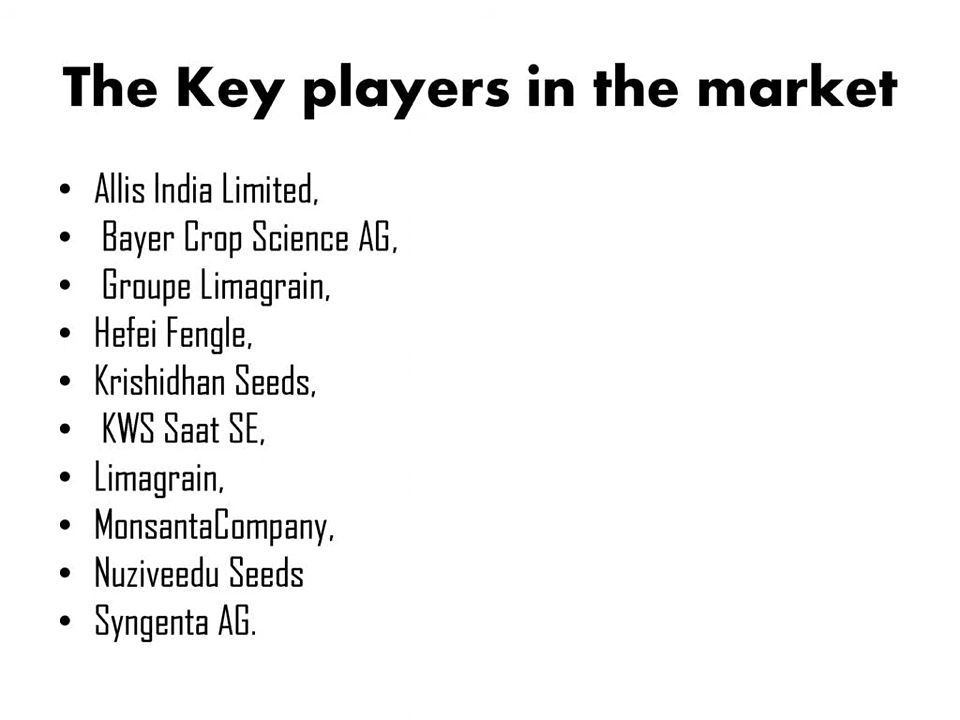 The Key players in the market
• Allis India Limited,
• Bayer Crop Science AG,
• Groupe Limagrain,
• Hefei Fengle,
• Krishidhan Seeds,
• KWS Saat SE,
• Limagrain,
• MonsantaCompany,
• Nuziveedu Seeds
• Syngenta AG.